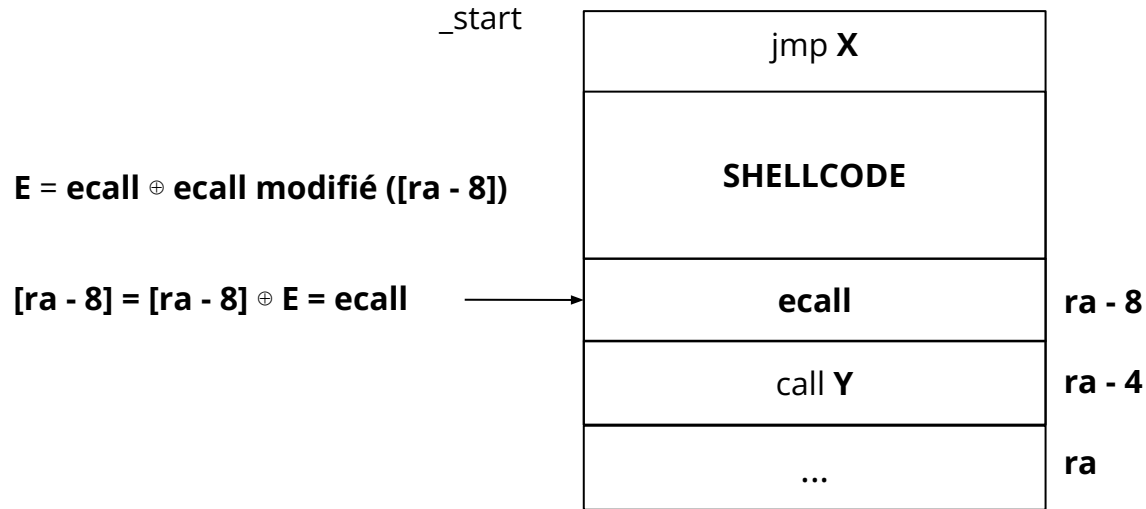 _start
jmp X
SHELLCODE
E = ecall ⊕ ecall modifié ([ra - 8])
[ra - 8] = [ra - 8] ⊕ E = ecall
ecall
ra - 8
call Y
ra - 4
...
ra